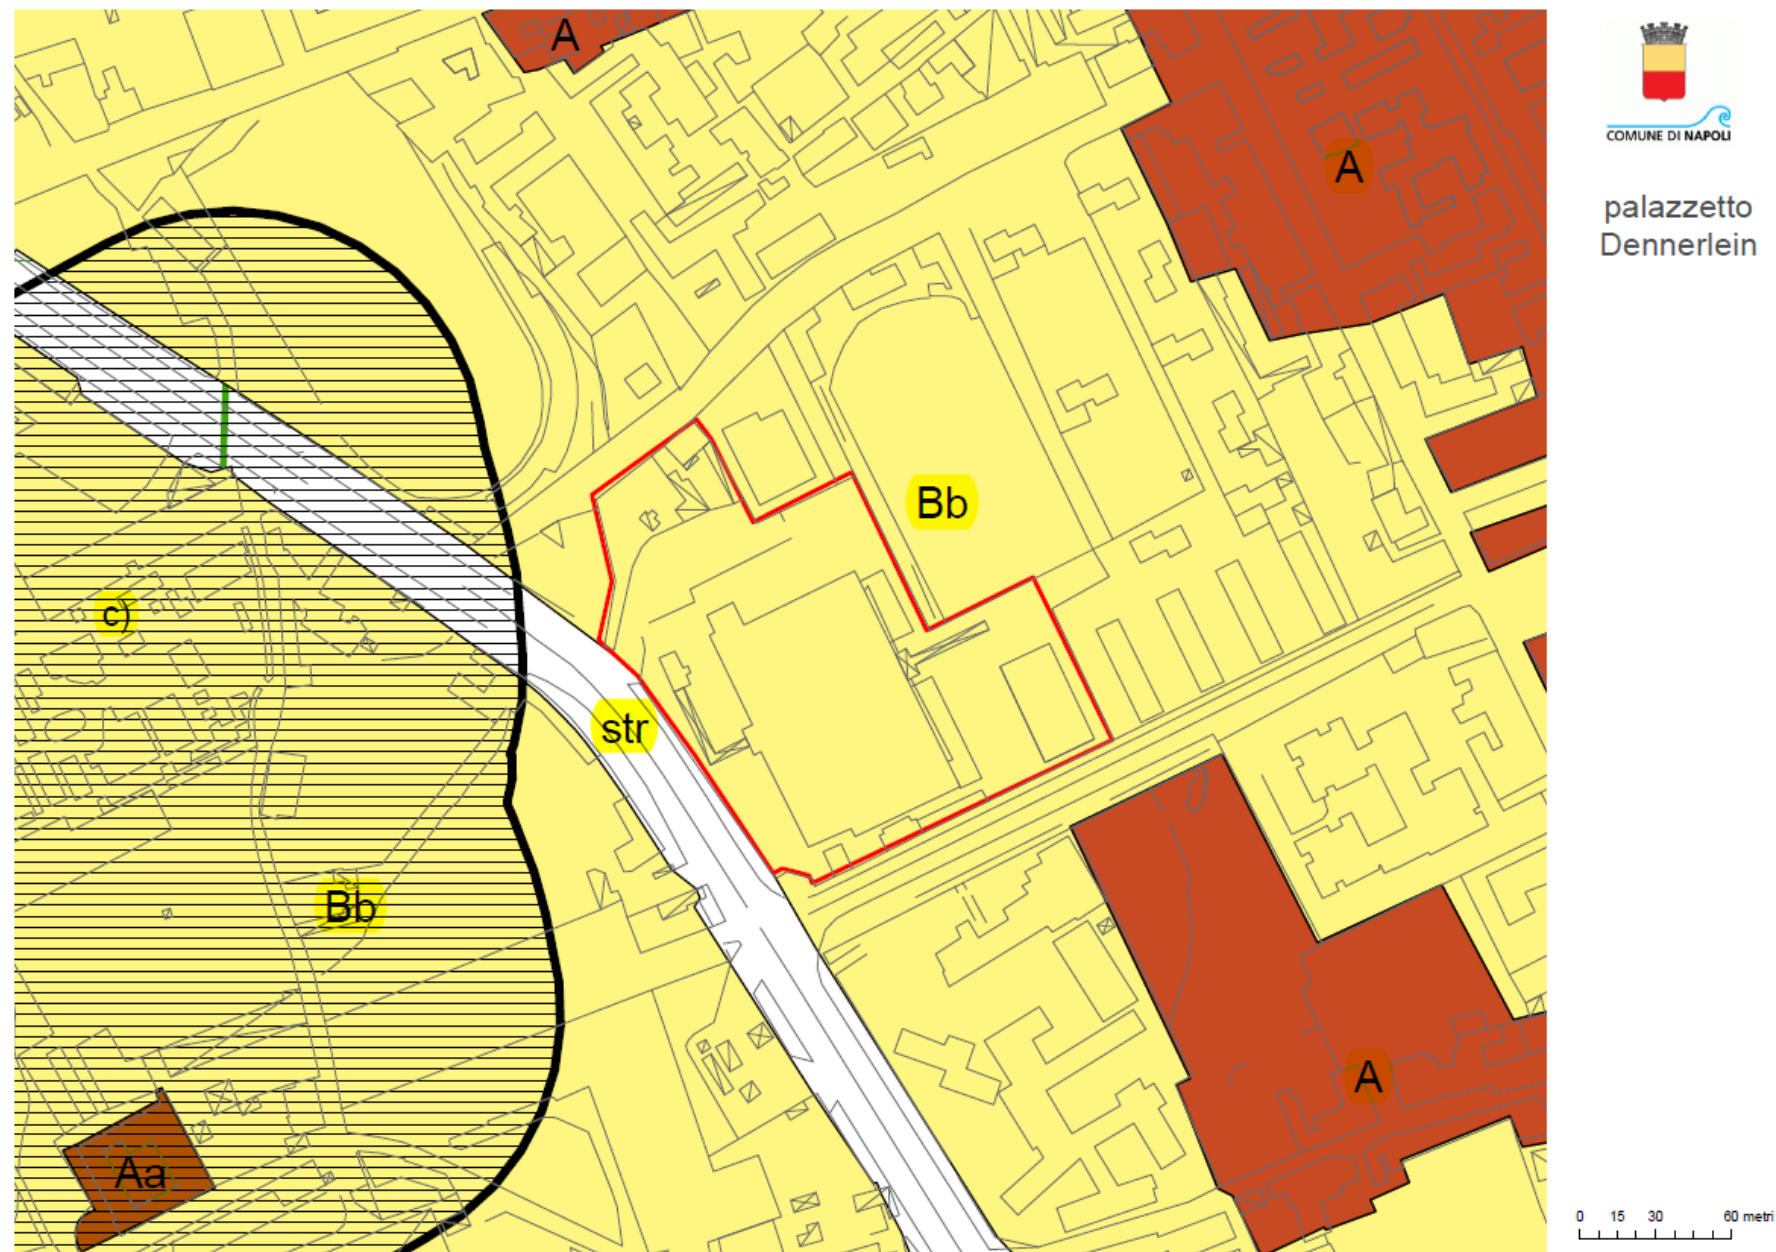 A
A
COMUNE DI NAPOLI
palazzetto
Dennerlein
Bb
c)
str
Bb
A
Aa
0 15 30 60 metri